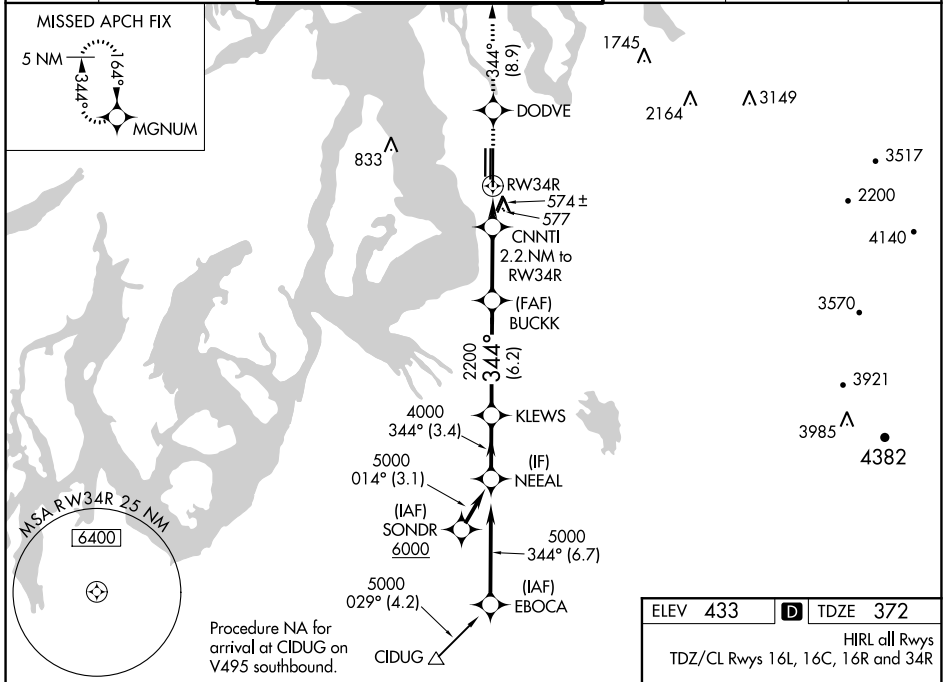 MISSED APCH FIX
5 NM
344°
164°
MGNUM
344°
(8.9)
DODVE
1745
2164
3149
833
3517
2200
4140
RW34R
574 ±
577
CNNTI
2.2.NM to
RW34R
(FAF)
BUCKK
3570
2200
344°
(6.2)
3921
3985
4382
KLEWS
4000
344° (3.4)
5000
014° (3.1)
(IF)
NEEAL
(IAF)
SONDR
6000
5000
344° (6.7)
(IAF)
EBOCA
5000
029° (4.2)
CIDUG
MSA RW34R 25 NM
6400
Procedure NA for
arrival at CIDUG on
V495 southbound.
ELEV 433 D TDZE 372
HIRL all Rwys
TDZ/CL Rwys 16L, 16C, 16R and 34R